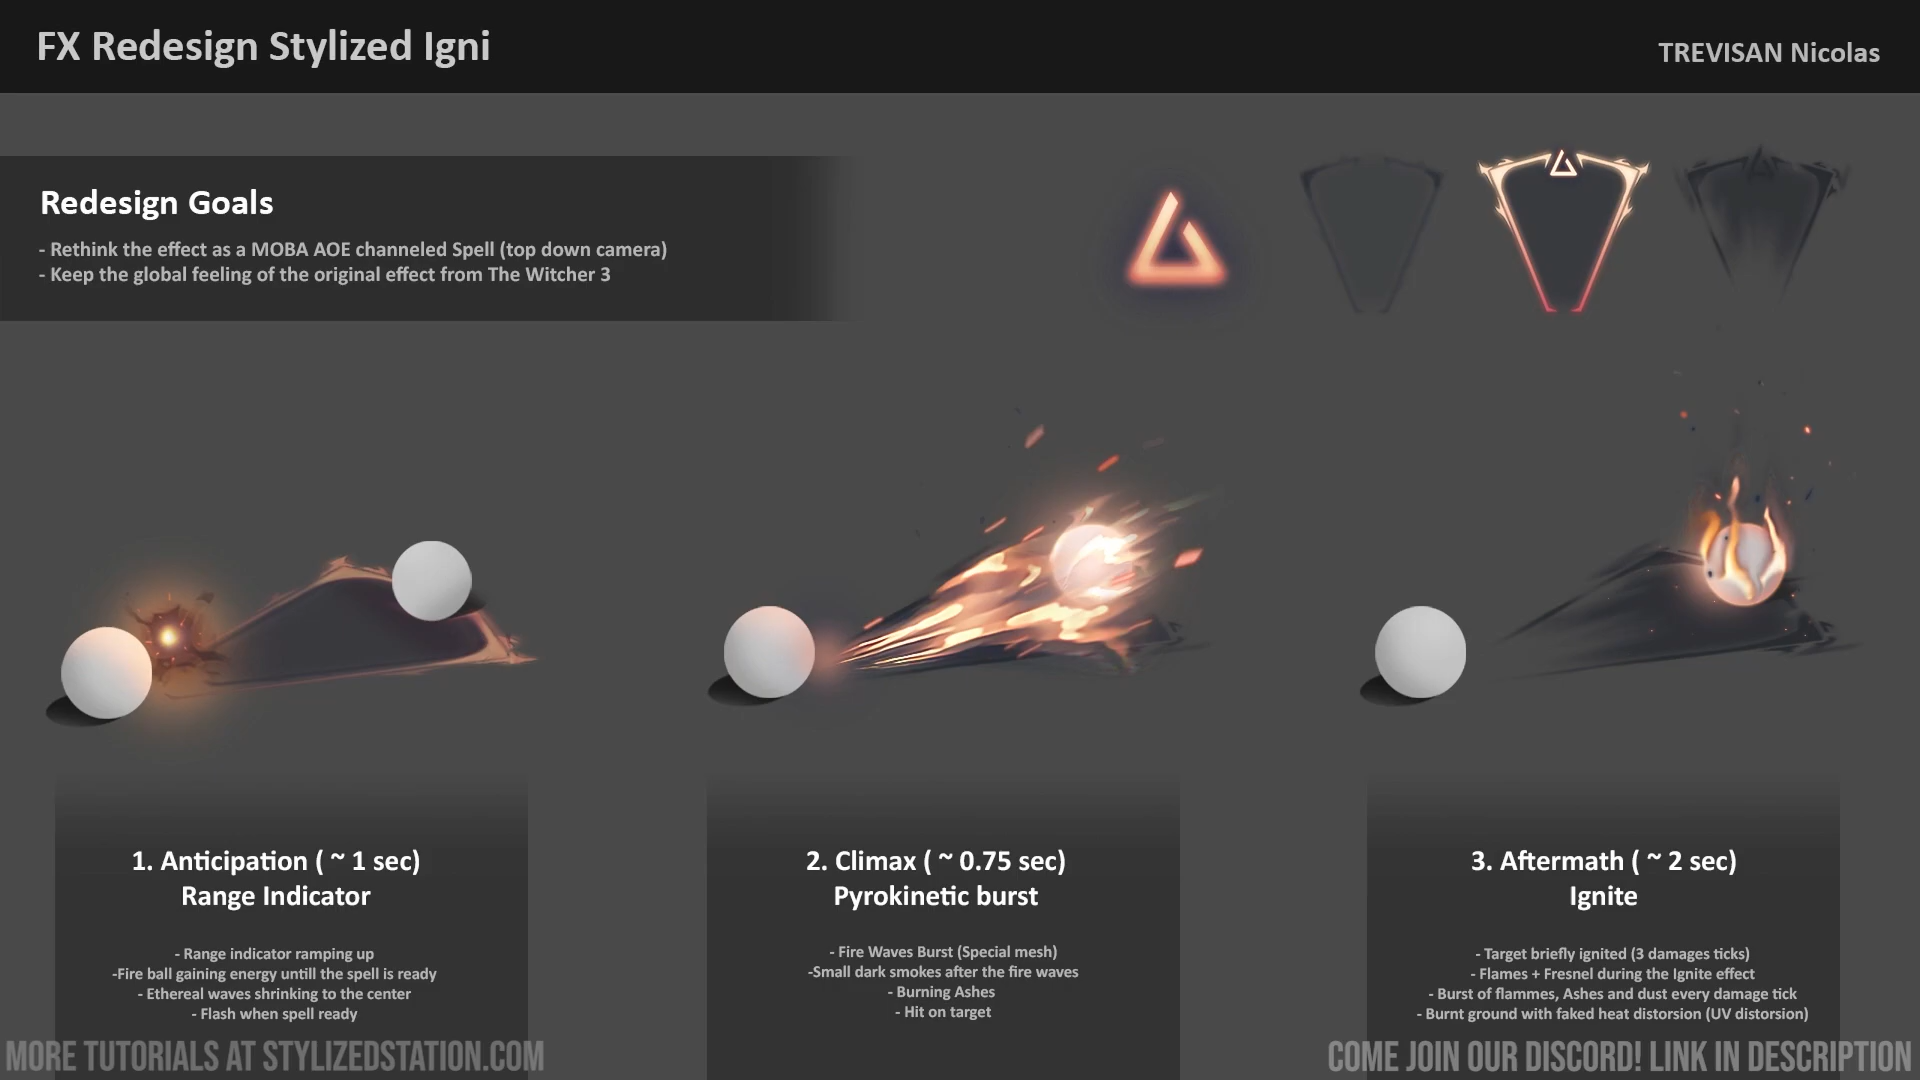 FX Redesign Stylized Igni
TREVISAN Nicolas
Redesign Goals
- Rethink the effect as a MOBA AOE channeled Spell (top down camera)
- Keep the global feeling of the original effect from The Witcher 3
1. Anticipation ( ~ 1 sec)
Range Indicator
- Range indicator ramping up
-Fire ball gaining energy untill the spell is ready
- Ethereal waves shrinking to the center
- Flash when spell ready
2. Climax ( ~ 0.75 sec)
Pyrokinetic burst
- Fire Waves Burst (Special mesh)
-Small dark smokes after the fire waves
- Burning Ashes
- Hit on target
3. Aftermath ( ~ 2 sec)
Ignite
- Target briefly ignited (3 damages ticks)
- Flames + Fresnel during the Ignite effect
- Burst of flammes, Ashes and dust every damage tick
- Burnt ground with faked heat distorsion (UV distorsion)
MORE TUTORIALS AT STYLIZEDSTATION.COM
COME JOIN OUR DISCORD! LINK IN DESCRIPTION